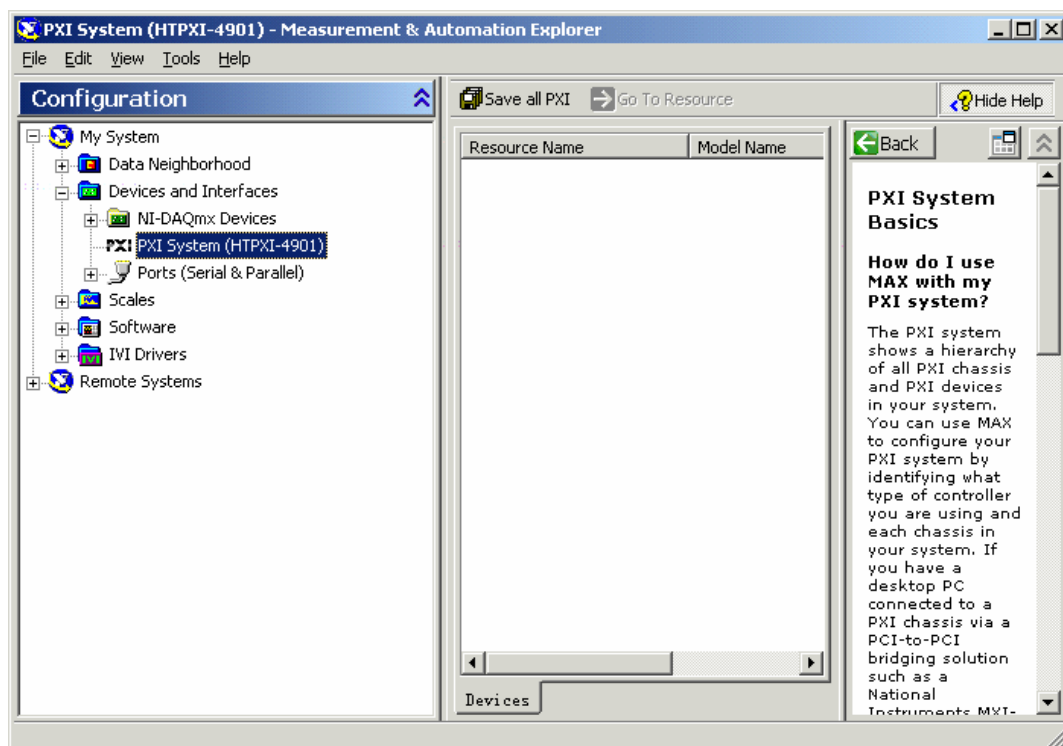 PXI System (HTPXI-4901) - Measurement & Automation Explorer
File Edit View Tools Help
Configuration
Save all PXI Go To Resource Hide Help
My System
Data Neighborhood
Devices and Interfaces
NI-DAQmx Devices
PXI PXI System (HTPXI-4901)
Ports (Serial & Parallel)
Scales
Software
IVI IVI Drivers
Remote Systems
Resource Name Model Name
Devices
Back
PXI System
Basics
How do I use
MAX with my
PXI system?
The PXI system
shows a hierarchy
of all PXI chassis
and PXI devices
in your system.
You can use MAX
to configure your
PXI system by
identifying what
type of controller
you are using and
each chassis in
your system. If
you have a
desktop PC
connected to a
PXI chassis via a
PCI-to-PCI
bridging solution
such as a
National
Instruments MXI-